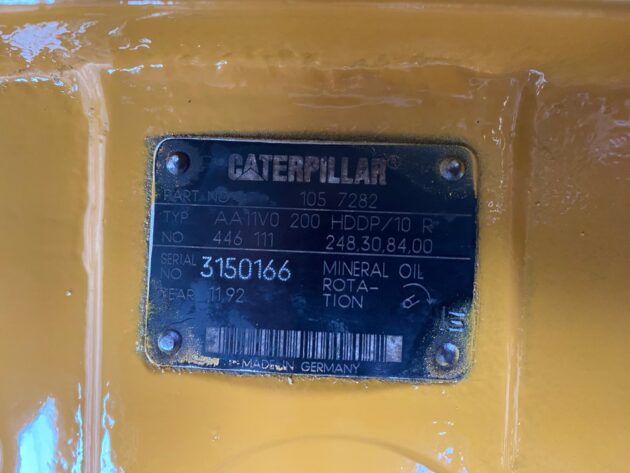 CATERPILLAR®
PART NO 105 7282
TYP AA11VO 200 HDDP/10 R
NO 446 111 248.30.84.00
SERIAL NO 3150166
MINERAL OIL
ROTA-
TION
YEAR 11.92
MADE IN GERMANY